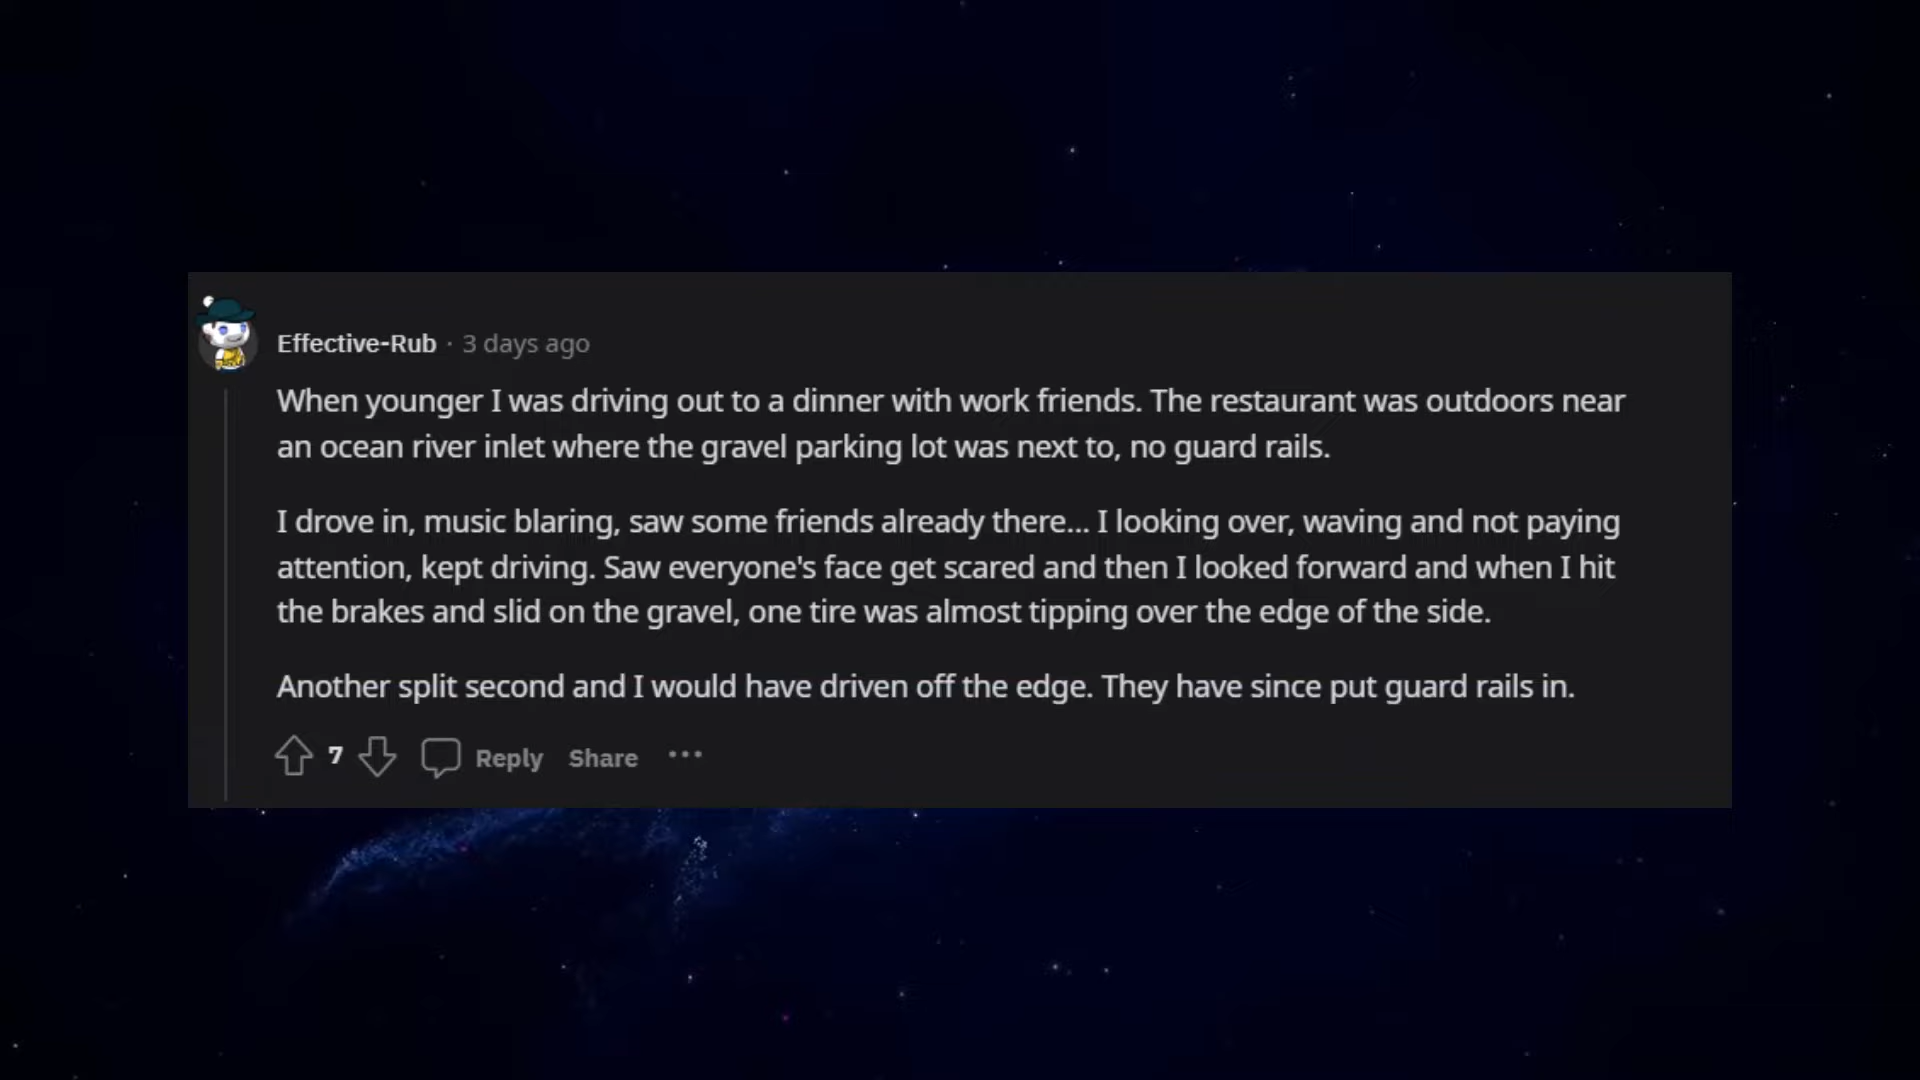 Effective-Rub · 3 days ago
When younger I was driving out to a dinner with work friends. The restaurant was outdoors near
an ocean river inlet where the gravel parking lot was next to, no guard rails.
I drove in, music blaring, saw some friends already there... I looking over, waving and not paying
attention, kept driving. Saw everyone's face get scared and then I looked forward and when I hit
the brakes and slid on the gravel, one tire was almost tipping over the edge of the side.
Another split second and I would have driven off the edge. They have since put guard rails in.
7 Reply Share ···